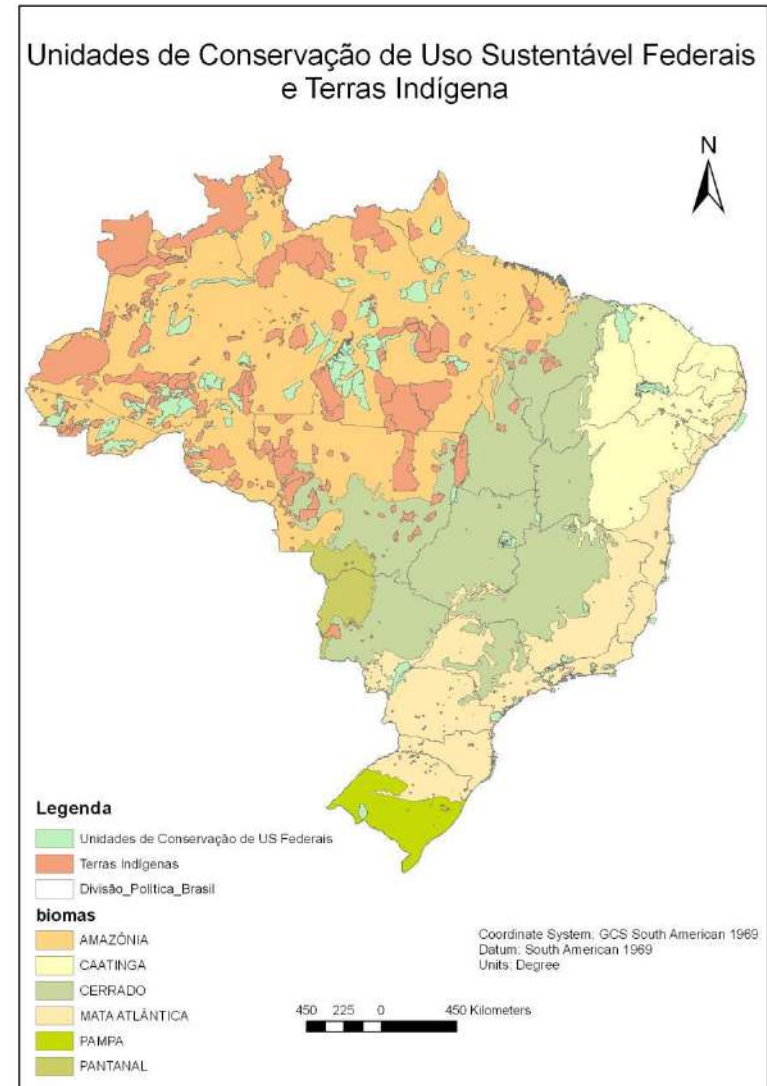 Unidades de Conservação de Uso Sustentável Federais
e Terras Indígena
N
Legenda
Unidades de Conservação de US Federais
Terras Indígenas
Divisão_Política_Brasil
biomas
AMAZÔNIA
CAATINGA
CERRADO
MATA ATLÂNTICA
PAMPA
PANTANAL
Coordinate System: GCS South American 1969
Datum: South American 1969
Units: Degree
450 225 0 450 Kilometers